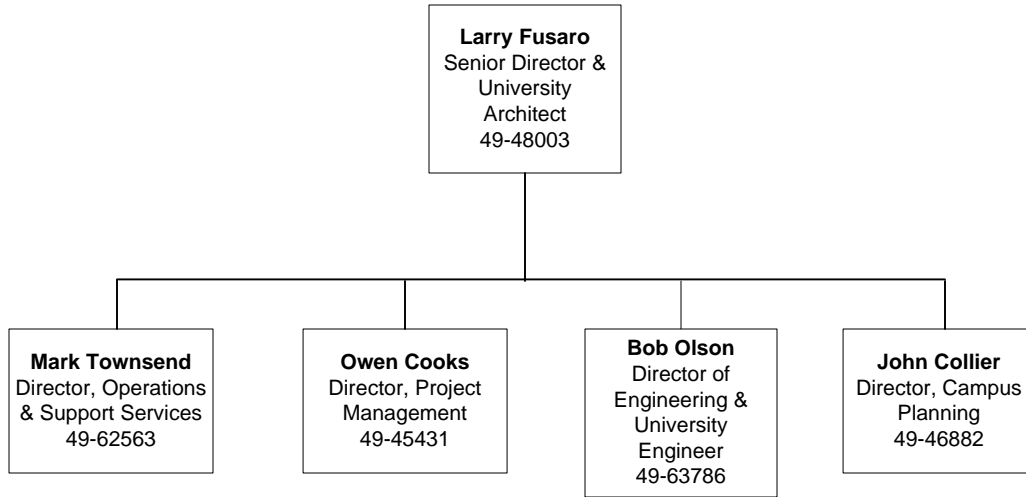 Larry Fusaro
Senior Director &
University
Architect
49-48003
Mark Townsend
Director, Operations
& Support Services
49-62563
Owen Cooks
Director, Project
Management
49-45431
Bob Olson
Director of
Engineering &
University
Engineer
49-63786
John Collier
Director, Campus
Planning
49-46882